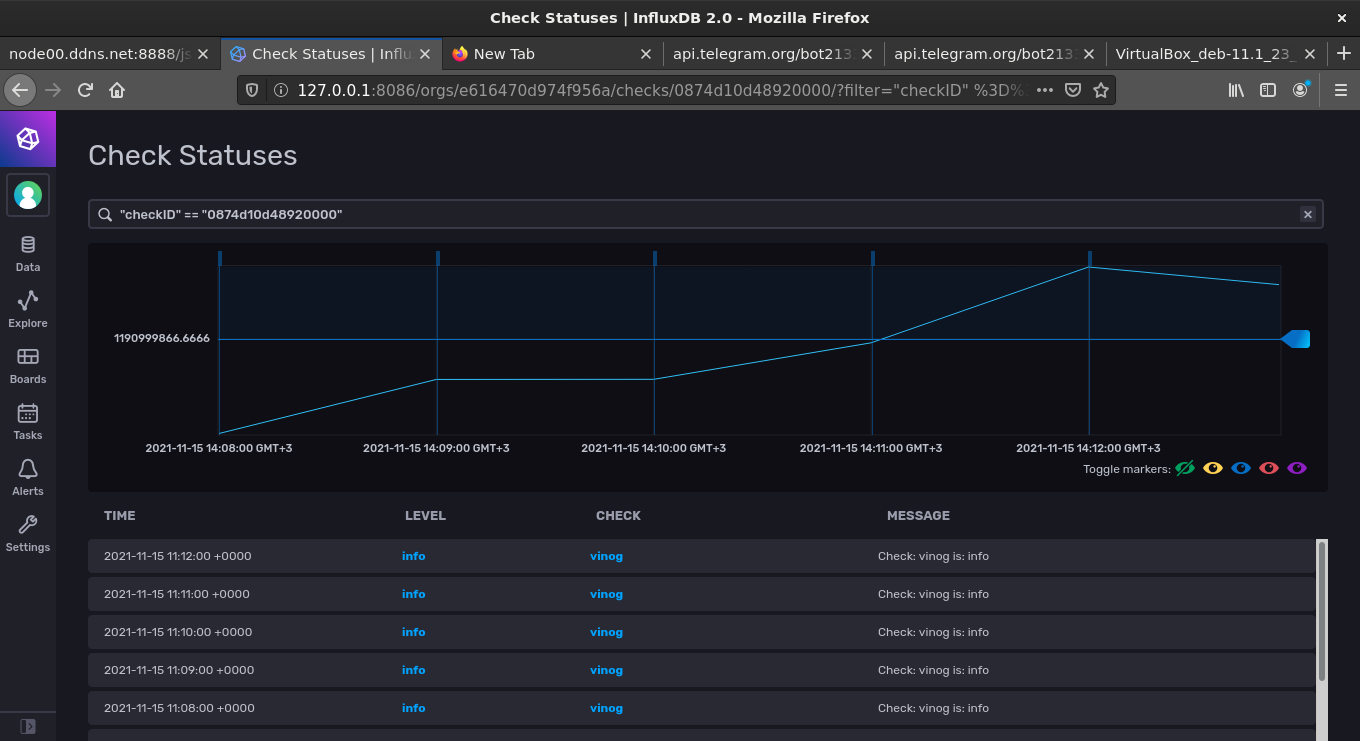 Check Statuses | InfluxDB 2.0 - Mozilla Firefox
node00.ddns.net:8888/js
Check Statuses | Influ
New Tab
api.telegram.org/bot213
api.telegram.org/bot213
VirtualBox_deb-11.1_23_
127.0.0.1:8086/orgs/e616470d974f956a/checks/0874d10d48920000/?filter="checkID" %3D%
Check Statuses
"checkID" == "0874d10d48920000"
Data
Explore
Boards
Tasks
Alerts
Settings
1190999866.6666
2021-11-15 14:08:00 GMT+3
2021-11-15 14:09:00 GMT+3
2021-11-15 14:10:00 GMT+3
2021-11-15 14:11:00 GMT+3
2021-11-15 14:12:00 GMT+3
Toggle markers:
TIME LEVEL CHECK MESSAGE
2021-11-15 11:12:00 +0000 info vinog Check: vinog is: info
2021-11-15 11:11:00 +0000 info vinog Check: vinog is: info
2021-11-15 11:10:00 +0000 info vinog Check: vinog is: info
2021-11-15 11:09:00 +0000 info vinog Check: vinog is: info
2021-11-15 11:08:00 +0000 info vinog Check: vinog is: info